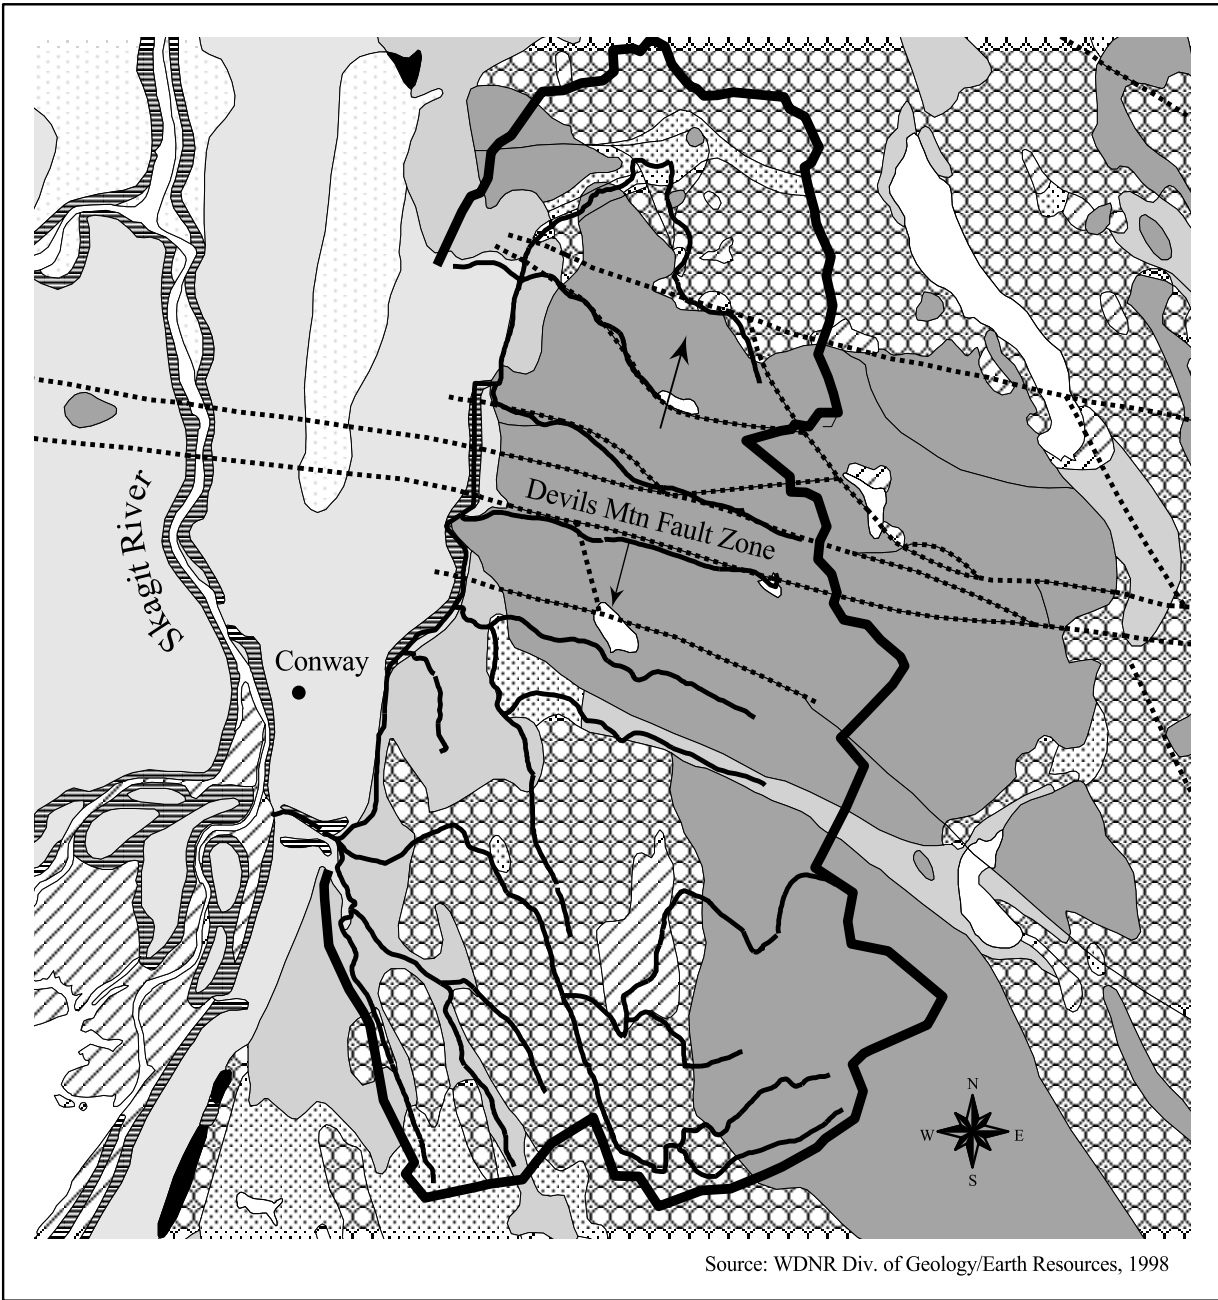 Devils Mtn Fault Zone
Skagit River
Conway
N
W
E
S
Source: WDNR Div. of Geology/Earth Resources, 1998